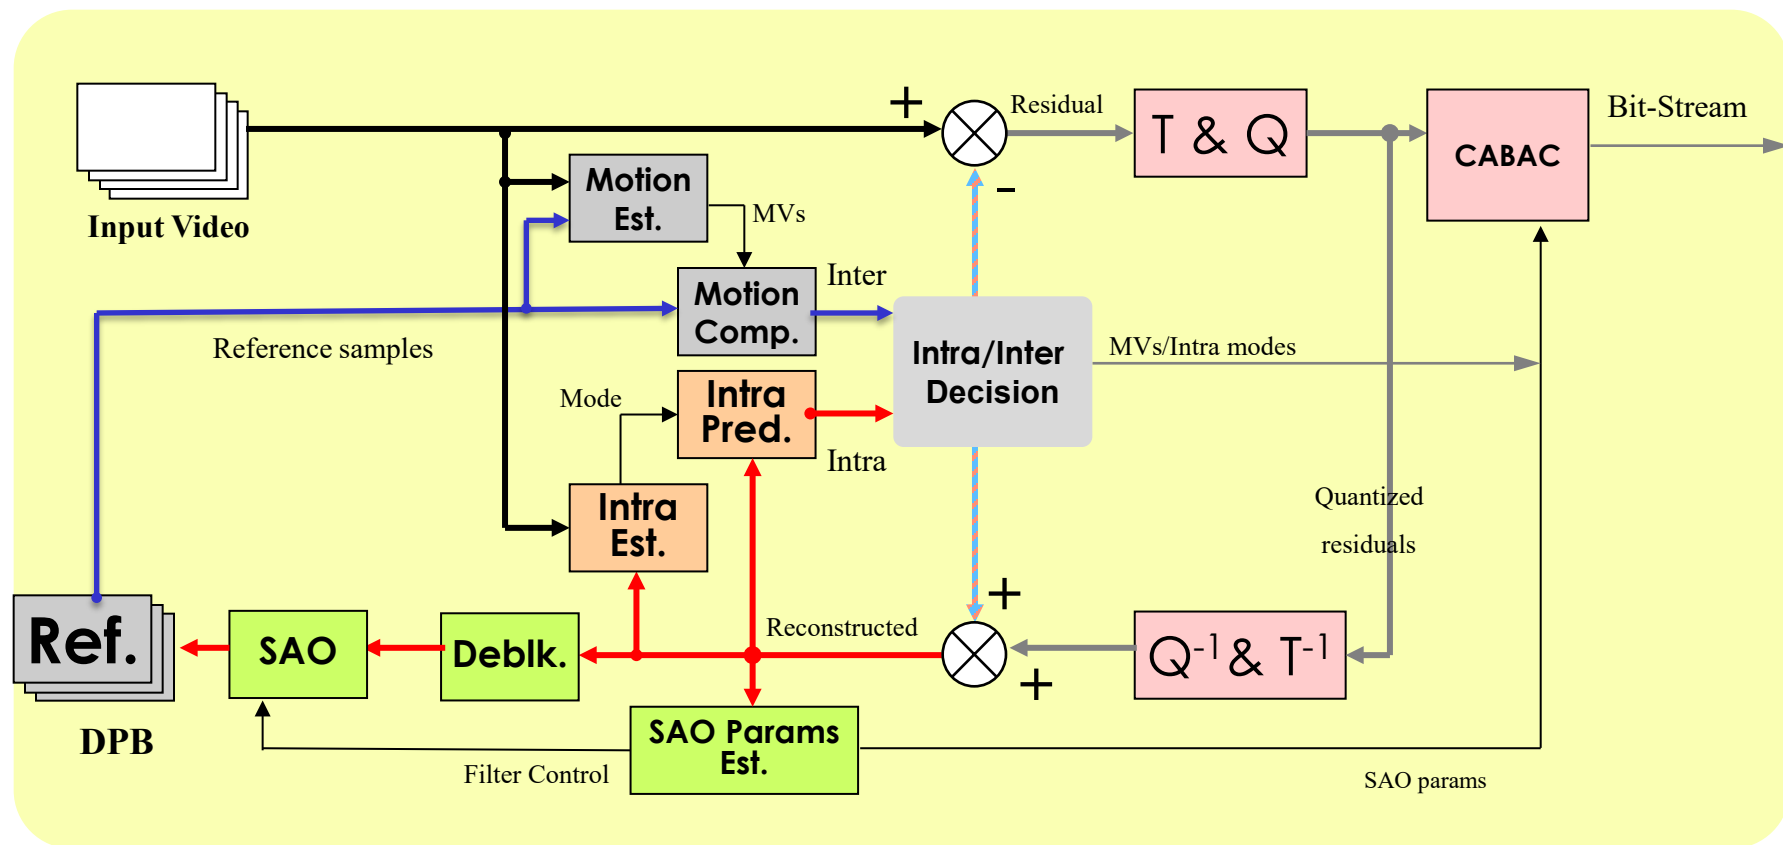 Input Video
+
Residual
T & Q
CABAC
Bit-Stream
Motion
Est.
MVs
-
Motion
Comp.
Inter
Reference samples
Intra/Inter
Decision
MVs/Intra modes
Mode
Intra
Pred.
Intra
Intra
Est.
Quantized
residuals
Ref.
DPB
SAO
Deblk.
Reconstructed
+
+
Q-1 & T-1
SAO Params
Est.
Filter Control
SAO params